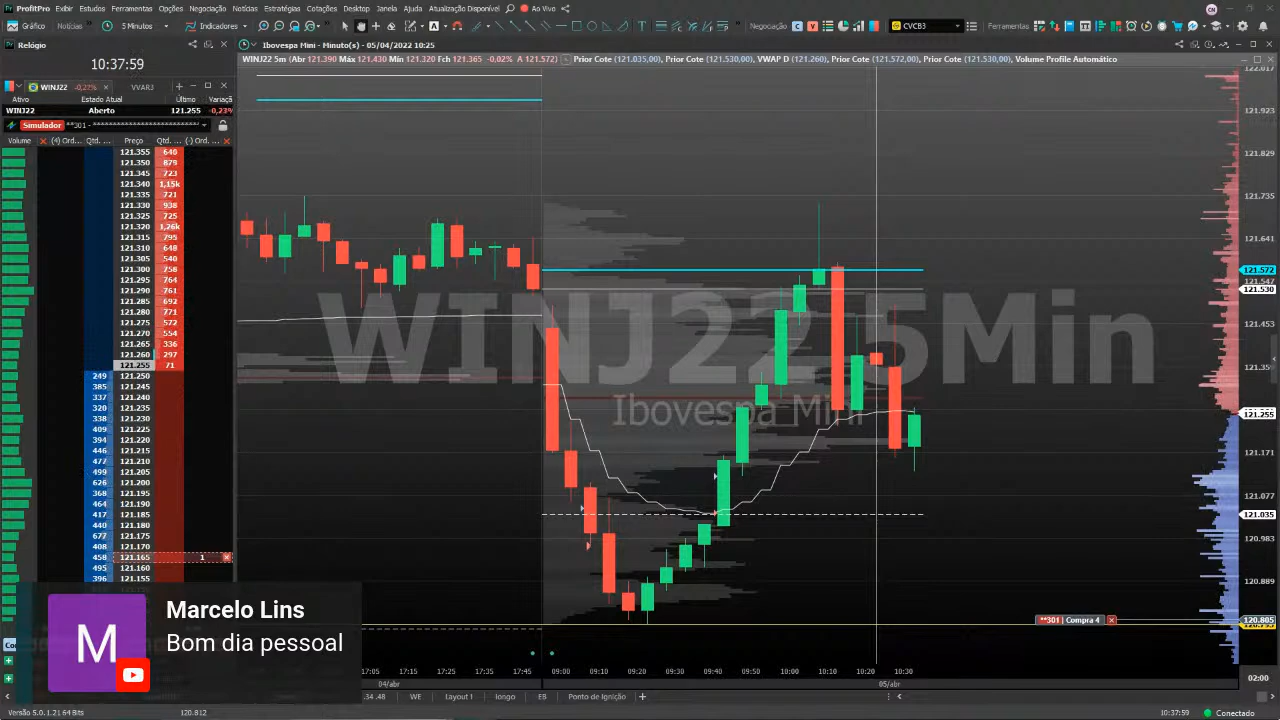 ProfitPro
Arquivo
Exibir
Estudos
Gráficos
Negociação
Notícias
Estratégias
Cotações
Desktop
Janela
Ajuda
Mercado
Ao Vivo
CN
Gráfico
Notícias
5 Minutos
Indicadores
Negociação
C
V
CVCB3
Ferramentas
Relógio
Ibovespa Mini - Minuto(s) - 05/04/2022 10:25
10:37:59
WINJ22 5m (Abr 121.390 Máx 121.430 Mín 121.320 Fch 121.365 -0.02% A 121.572) Prior Cote (121.035,00) Prior Cote (121.530,00) VWAP D (121.260) Prior Cote (121.572,00) Prior Cote (121.530,00) Volume Profile Automático
WINJ22 -0,27%
VVAR3
Ativo Estado Atual Último Variaçã
WINJ22 Aberto 121.255 -0,23%
Simulador
Volume (4) Ord... Qtd. ... Preço Qtd. ... (-) Ord. ...
121.355 640
121.350 879
121.345 723
121.340 1,15k
121.335 721
121.330 938
121.325 725
121.320 1,26k
121.315 795
121.310 648
121.305 540
121.300 758
121.295 764
121.290 761
121.285 692
121.280 771
121.275 572
121.270 554
121.265 336
121.260 297
121.255 71
249 121.250
385 121.245
337 121.240
320 121.235
338 121.230
409 121.225
394 121.220
446 121.215
472 121.210
499 121.205
626 121.200
368 121.195
464 121.190
417 121.185
440 121.180
677 121.175
408 121.170
458 121.165 1
495 121.160
396 121.155
WINJ22 5Min
Ibovespa Mini
121.923
121.829
121.735
121.641
121.572
121.547
121.530
121.453
121.255
121.171
121.077
121.035
120.983
120.889
120.805
**301 | Compra 4
M
Marcelo Lins
Bom dia pessoal
17:05
17:15
17:25
17:35
17:45
09:00
09:10
09:20
09:30
09:40
09:50
10:00
10:10
10:20
10:30
02:00
04/abr
05/abr
WE
Layout 1
longo
EB
Ponto de Ignição
Versão 5.0.1.21 64 Bits
120.812
10:37:59
Conectado